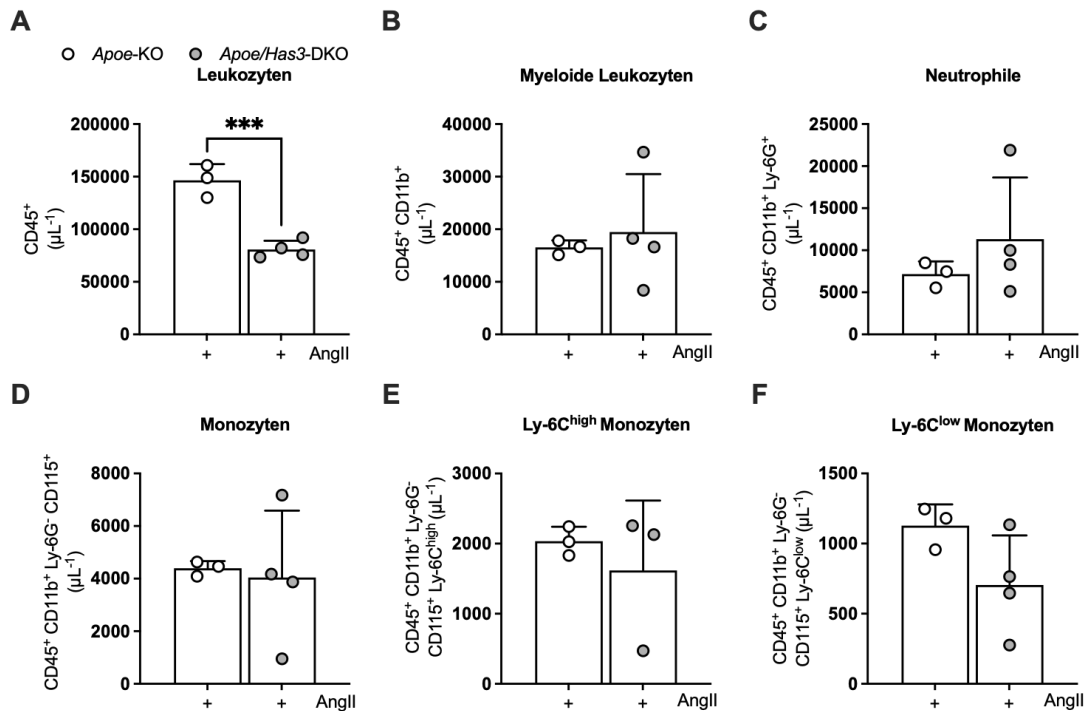 A
B
C
Apoe-KO
Apoe/Has3-DKO
Leukozyten
Myeloide Leukozyten
Neutrophile
200000
150000
100000
50000
0
CD45⁺
(µL⁻¹)
***
+
+
AngII
40000
30000
20000
10000
0
CD45⁺ CD11b⁺
(µL⁻¹)
+
+
AngII
25000
20000
15000
10000
5000
0
CD45⁺ CD11b⁺ Ly-6G⁺
(µL⁻¹)
+
+
AngII
D
E
F
Monozyten
Ly-6Chigh Monozyten
Ly-6Clow Monozyten
8000
6000
4000
2000
0
CD45⁺ CD11b⁺ Ly-6G⁻ CD115⁺
(µL⁻¹)
+
+
AngII
3000
2000
1000
0
CD45⁺ CD11b⁺ Ly-6G⁻
CD115⁺ Ly-6Chigh (µL⁻¹)
+
+
AngII
1500
1000
500
0
CD45⁺ CD11b⁺ Ly-6G⁻
CD115⁺ Ly-6Clow (µL⁻¹)
+
+
AngII